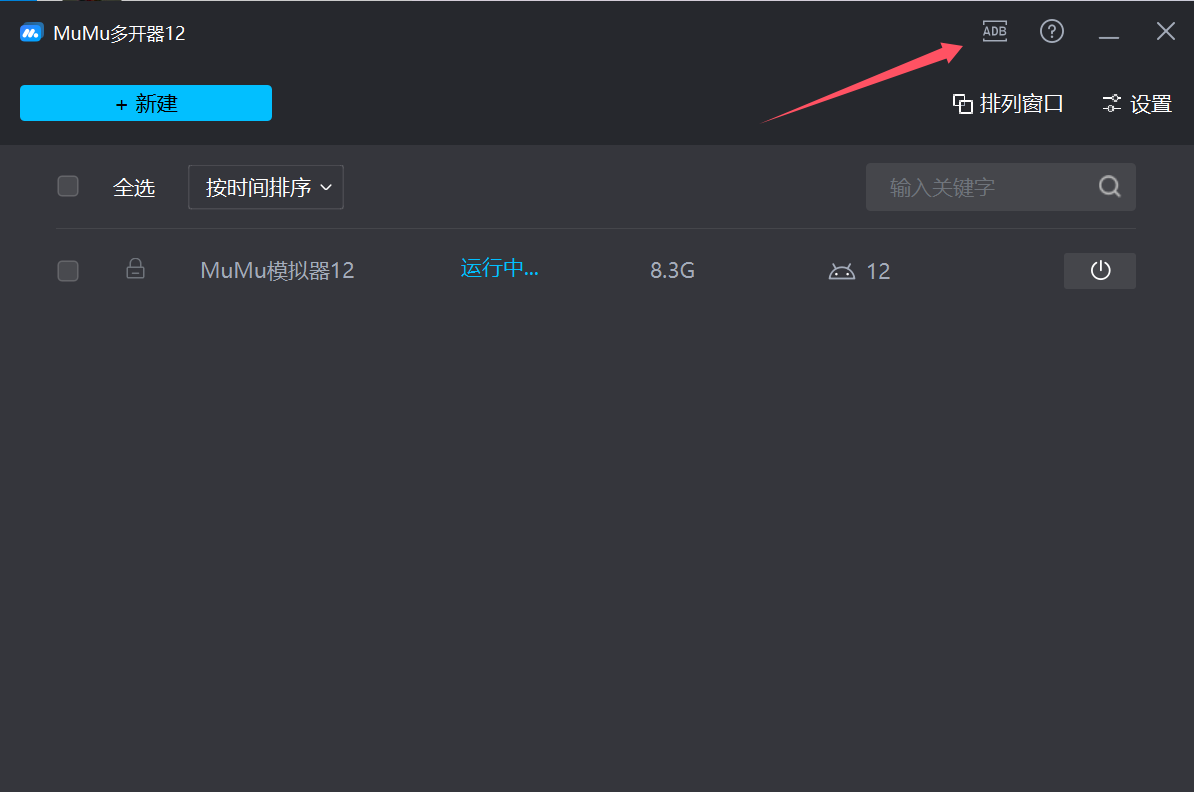 MuMu多开器12
ADB
+ 新建
排列窗口
设置
全选
按时间排序
输入关键字
MuMu模拟器12
运行中...
8.3G
12